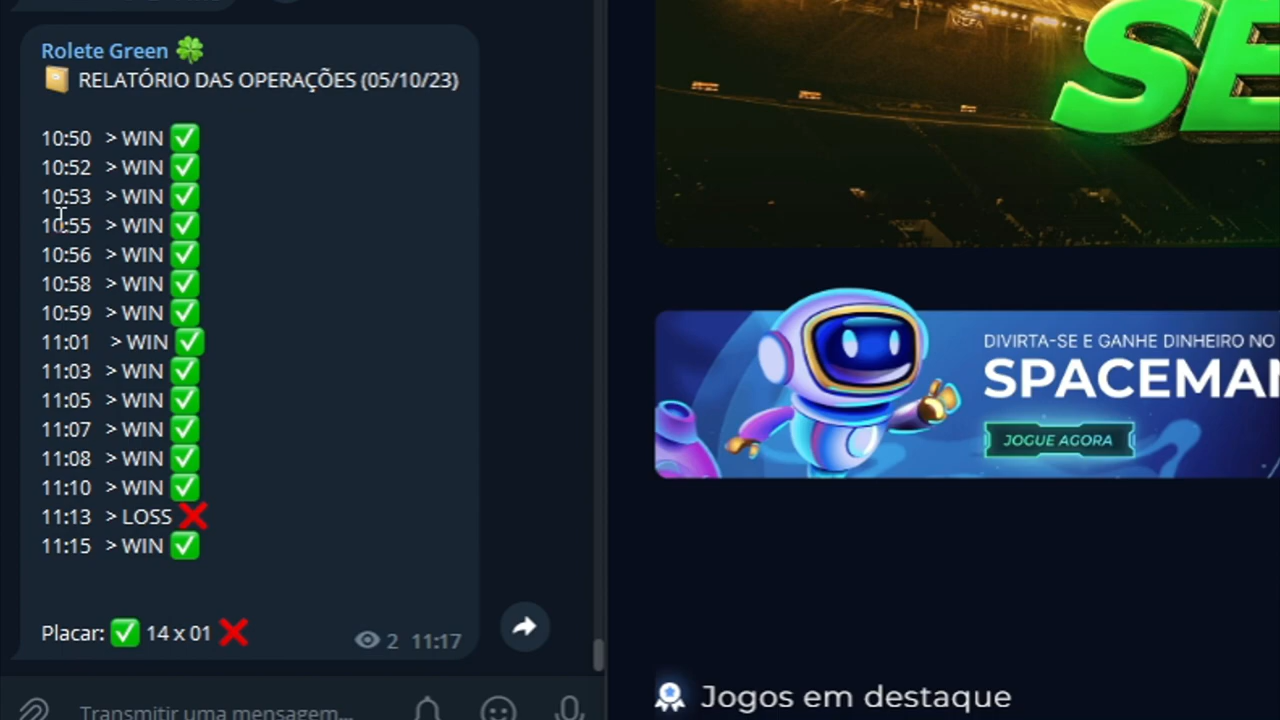 Rolete Green 🍀
📔 RELATÓRIO DAS OPERAÇÕES (05/10/23)
10:50 > WIN ✅
10:52 > WIN ✅
10:53 > WIN ✅
10:55 > WIN ✅
10:56 > WIN ✅
10:58 > WIN ✅
10:59 > WIN ✅
11:01 > WIN ✅
11:03 > WIN ✅
11:05 > WIN ✅
11:07 > WIN ✅
11:08 > WIN ✅
11:10 > WIN ✅
11:13 > LOSS ❌
11:15 > WIN ✅
Placar: ✅ 14 x 01 ❌
2 11:17
Transmitir uma mensagem...
SE
DIVIRTA-SE E GANHE DINHEIRO NO
SPACEMAN
JOGUE AGORA
Jogos em destaque